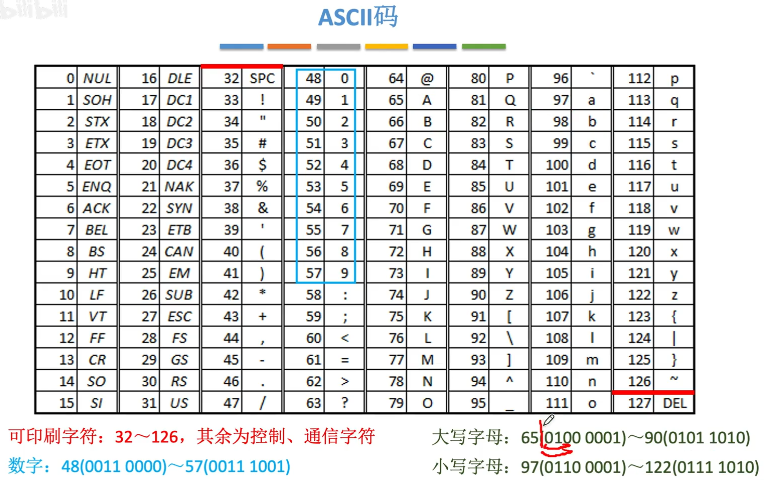 bilibili
ASCII码
0 NUL 16 DLE 32 SPC 48 0 64 @ 80 P 96 ` 112 p
1 SOH 17 DC1 33 ! 49 1 65 A 81 Q 97 a 113 q
2 STX 18 DC2 34 " 50 2 66 B 82 R 98 b 114 r
3 ETX 19 DC3 35 # 51 3 67 C 83 S 99 c 115 s
4 EOT 20 DC4 36 $ 52 4 68 D 84 T 100 d 116 t
5 ENQ 21 NAK 37 % 53 5 69 E 85 U 101 e 117 u
6 ACK 22 SYN 38 & 54 6 70 F 86 V 102 f 118 v
7 BEL 23 ETB 39 ' 55 7 71 G 87 W 103 g 119 w
8 BS 24 CAN 40 ( 56 8 72 H 88 X 104 h 120 x
9 HT 25 EM 41 ) 57 9 73 I 89 Y 105 i 121 y
10 LF 26 SUB 42 * 58 : 74 J 90 Z 106 j 122 z
11 VT 27 ESC 43 + 59 ; 75 K 91 [ 107 k 123 {
12 FF 28 FS 44 , 60 < 76 L 92 \ 108 l 124 |
13 CR 29 GS 45 - 61 = 77 M 93 ] 109 m 125 }
14 SO 30 RS 46 . 62 > 78 N 94 ^ 110 n 126 ~
15 SI 31 US 47 / 63 ? 79 O 95 _ 111 o 127 DEL
可印刷字符：32～126，其余为控制、通信字符
大写字母：65(0100 0001)～90(0101 1010)
数字：48(0011 0000)～57(0011 1001)
小写字母：97(0110 0001)～122(0111 1010)